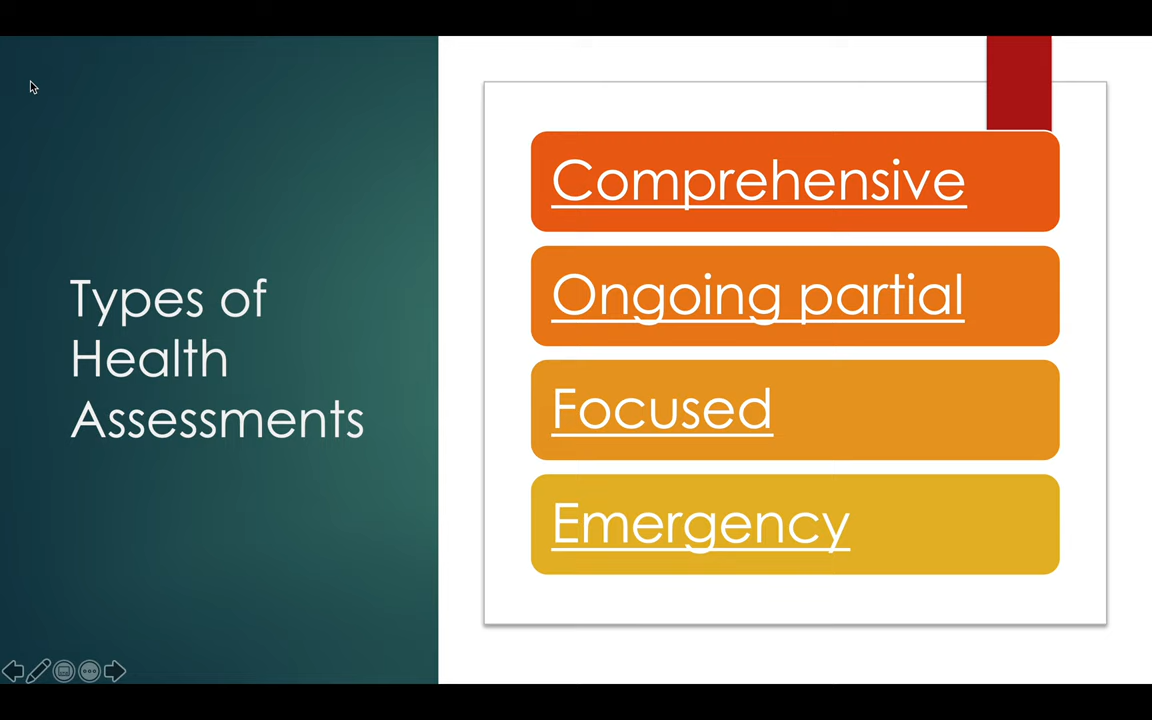 Types of
Health
Assessments
Comprehensive
Ongoing partial
Focused
Emergency